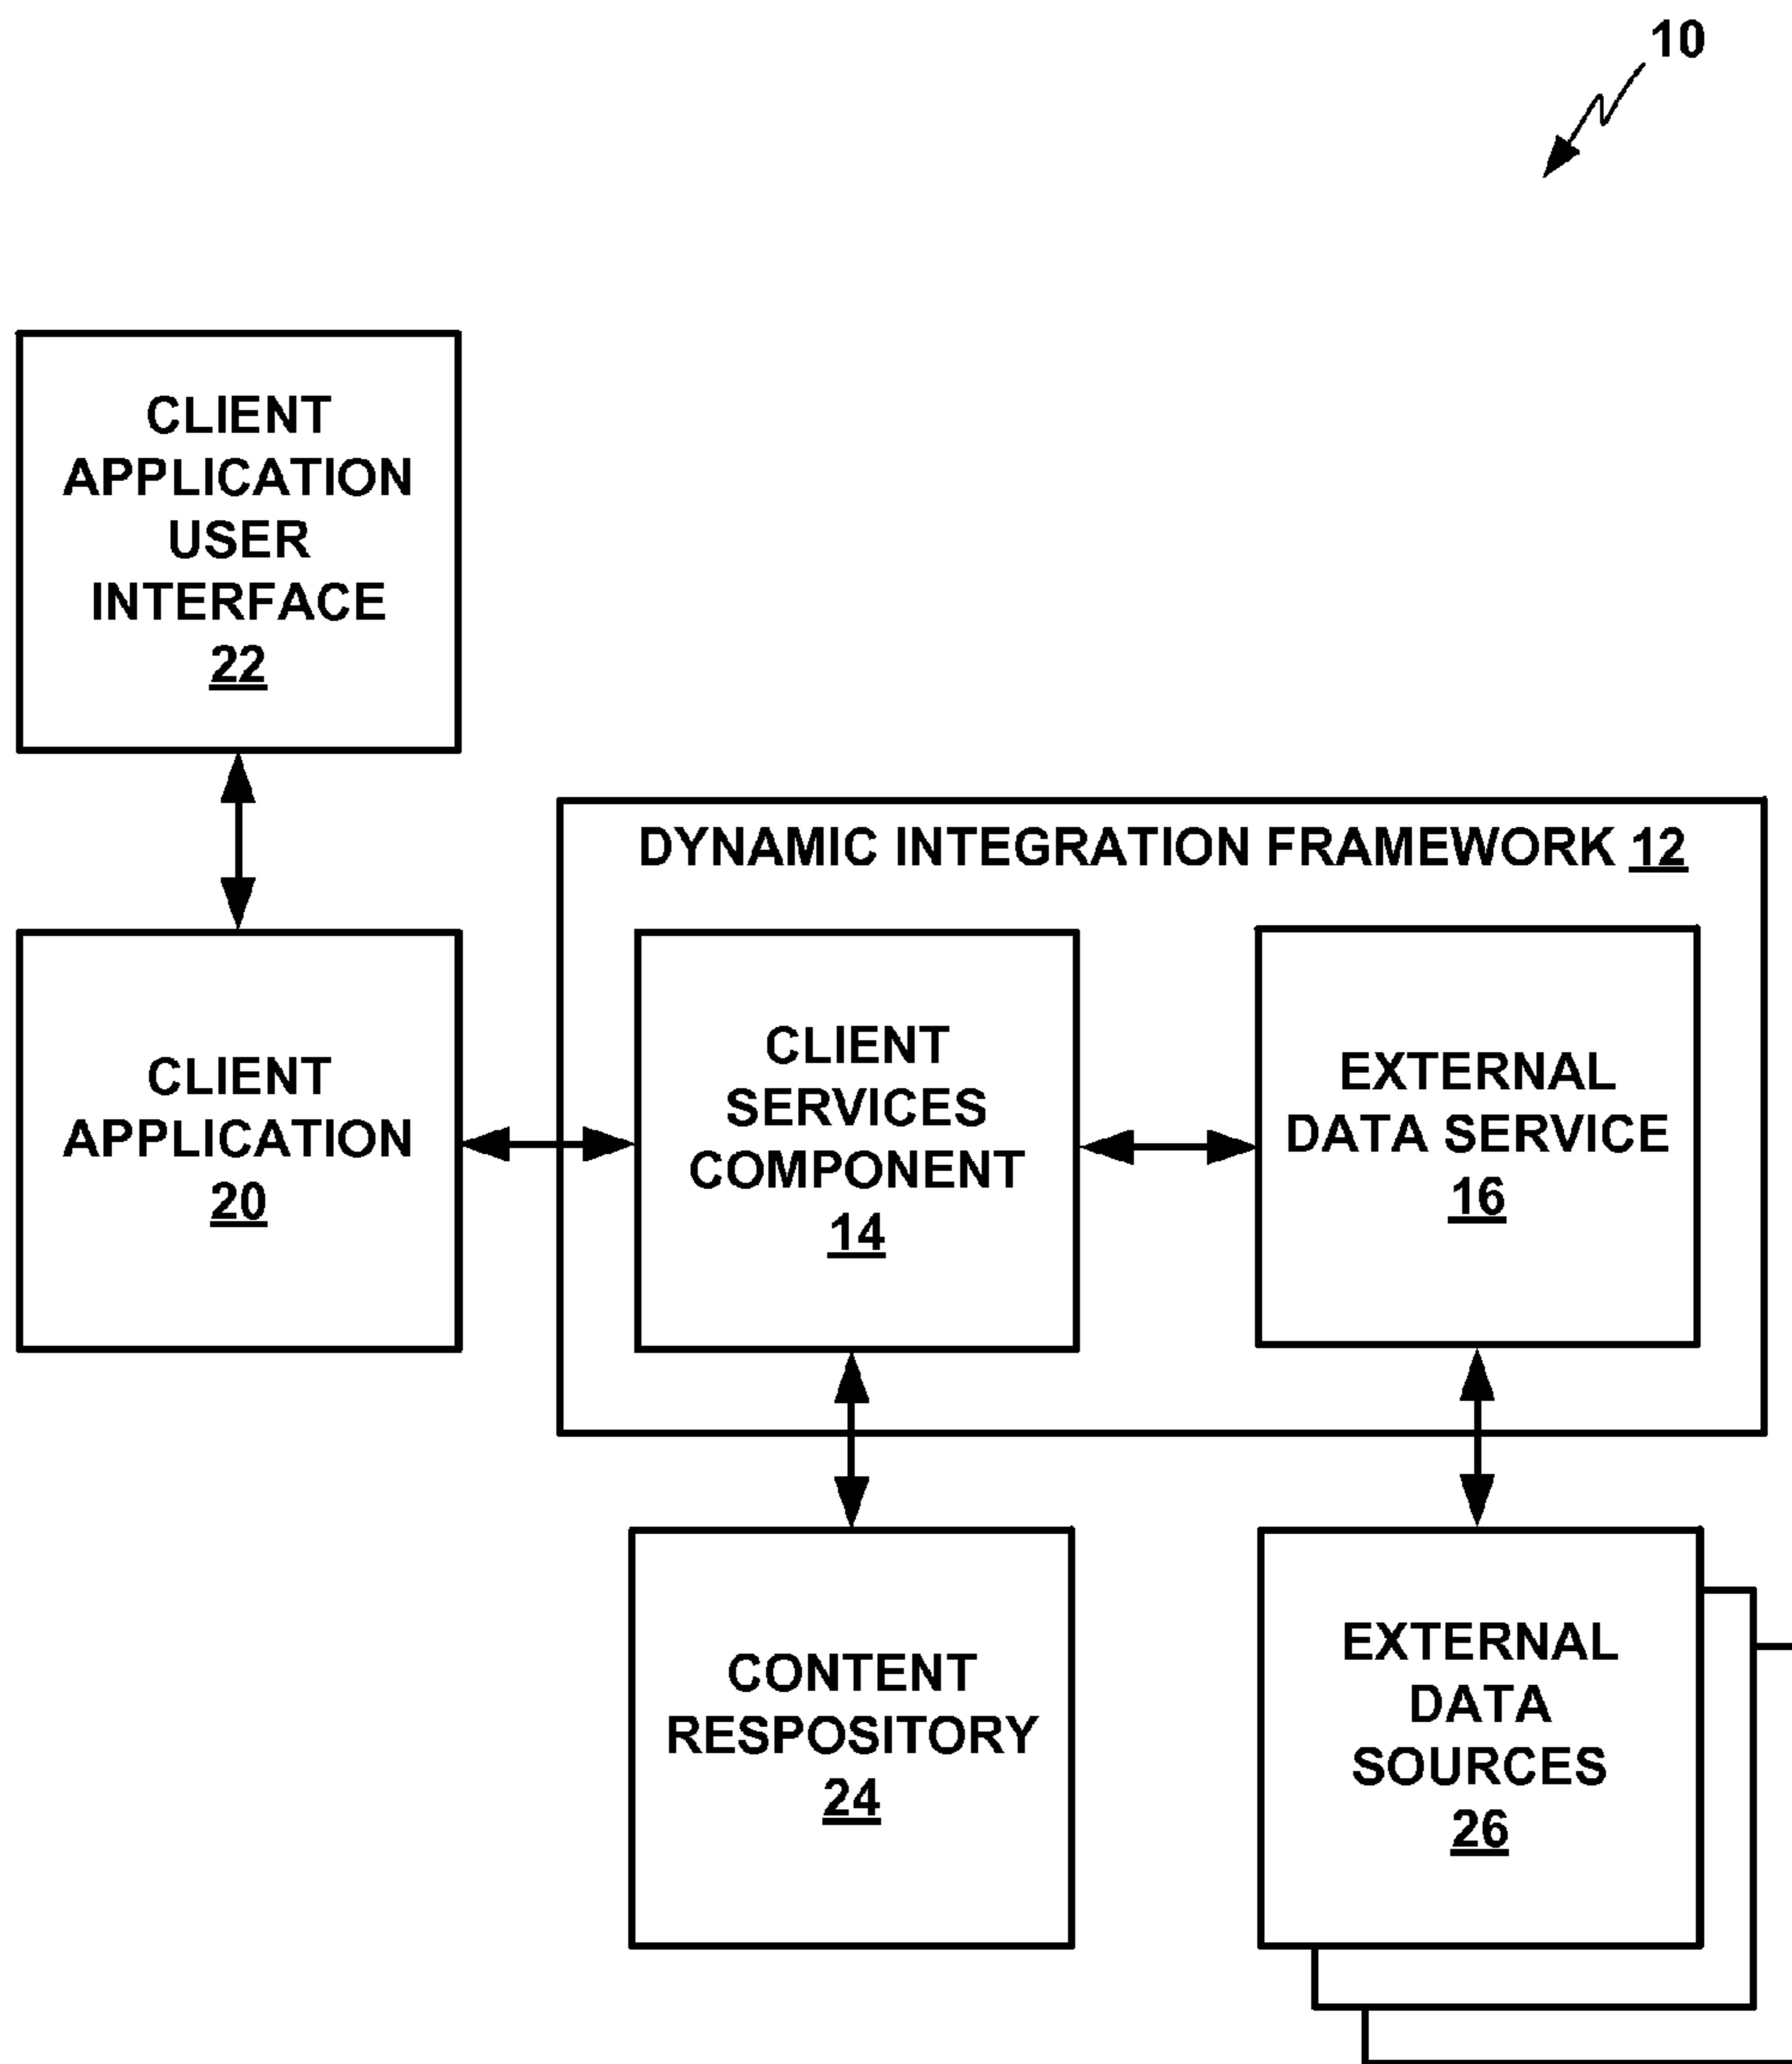 10
CLIENT
APPLICATION
USER
INTERFACE
22
DYNAMIC INTEGRATION FRAMEWORK 12
CLIENT
APPLICATION
20
CLIENT
SERVICES
COMPONENT
14
EXTERNAL
DATA SERVICE
16
CONTENT
RESPOSITORY
24
EXTERNAL
DATA
SOURCES
26